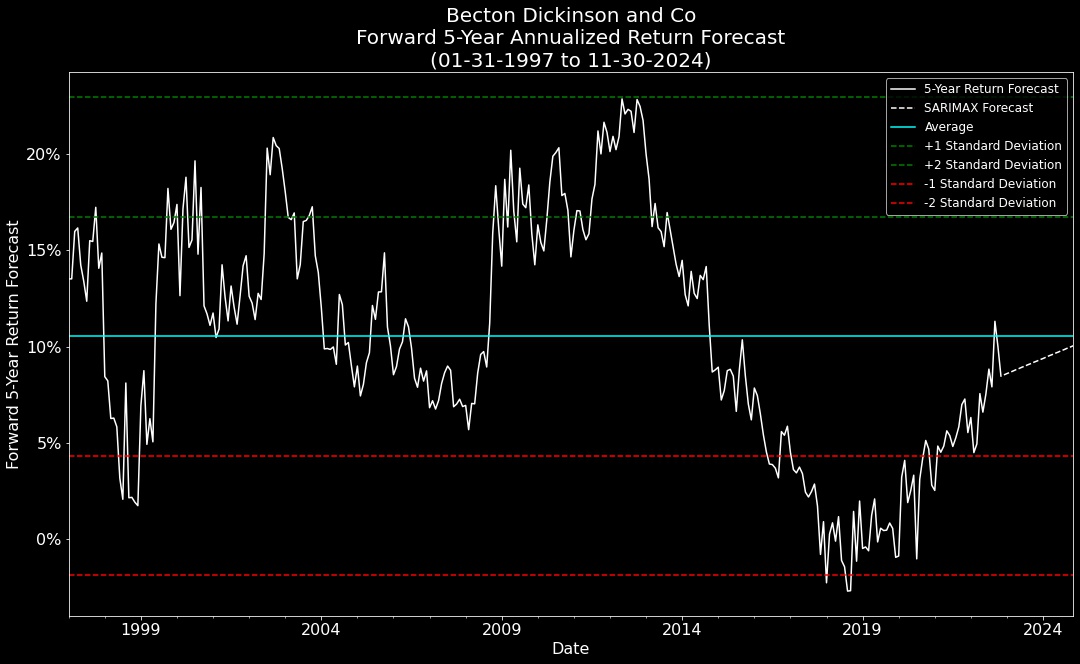 Becton Dickinson and Co
Forward 5-Year Annualized Return Forecast
(01-31-1997 to 11-30-2024)
5-Year Return Forecast
SARIMAX Forecast
Average
+1 Standard Deviation
+2 Standard Deviation
-1 Standard Deviation
-2 Standard Deviation
Forward 5-Year Return Forecast
20%
15%
10%
5%
0%
1999
2004
2009
2014
2019
2024
Date